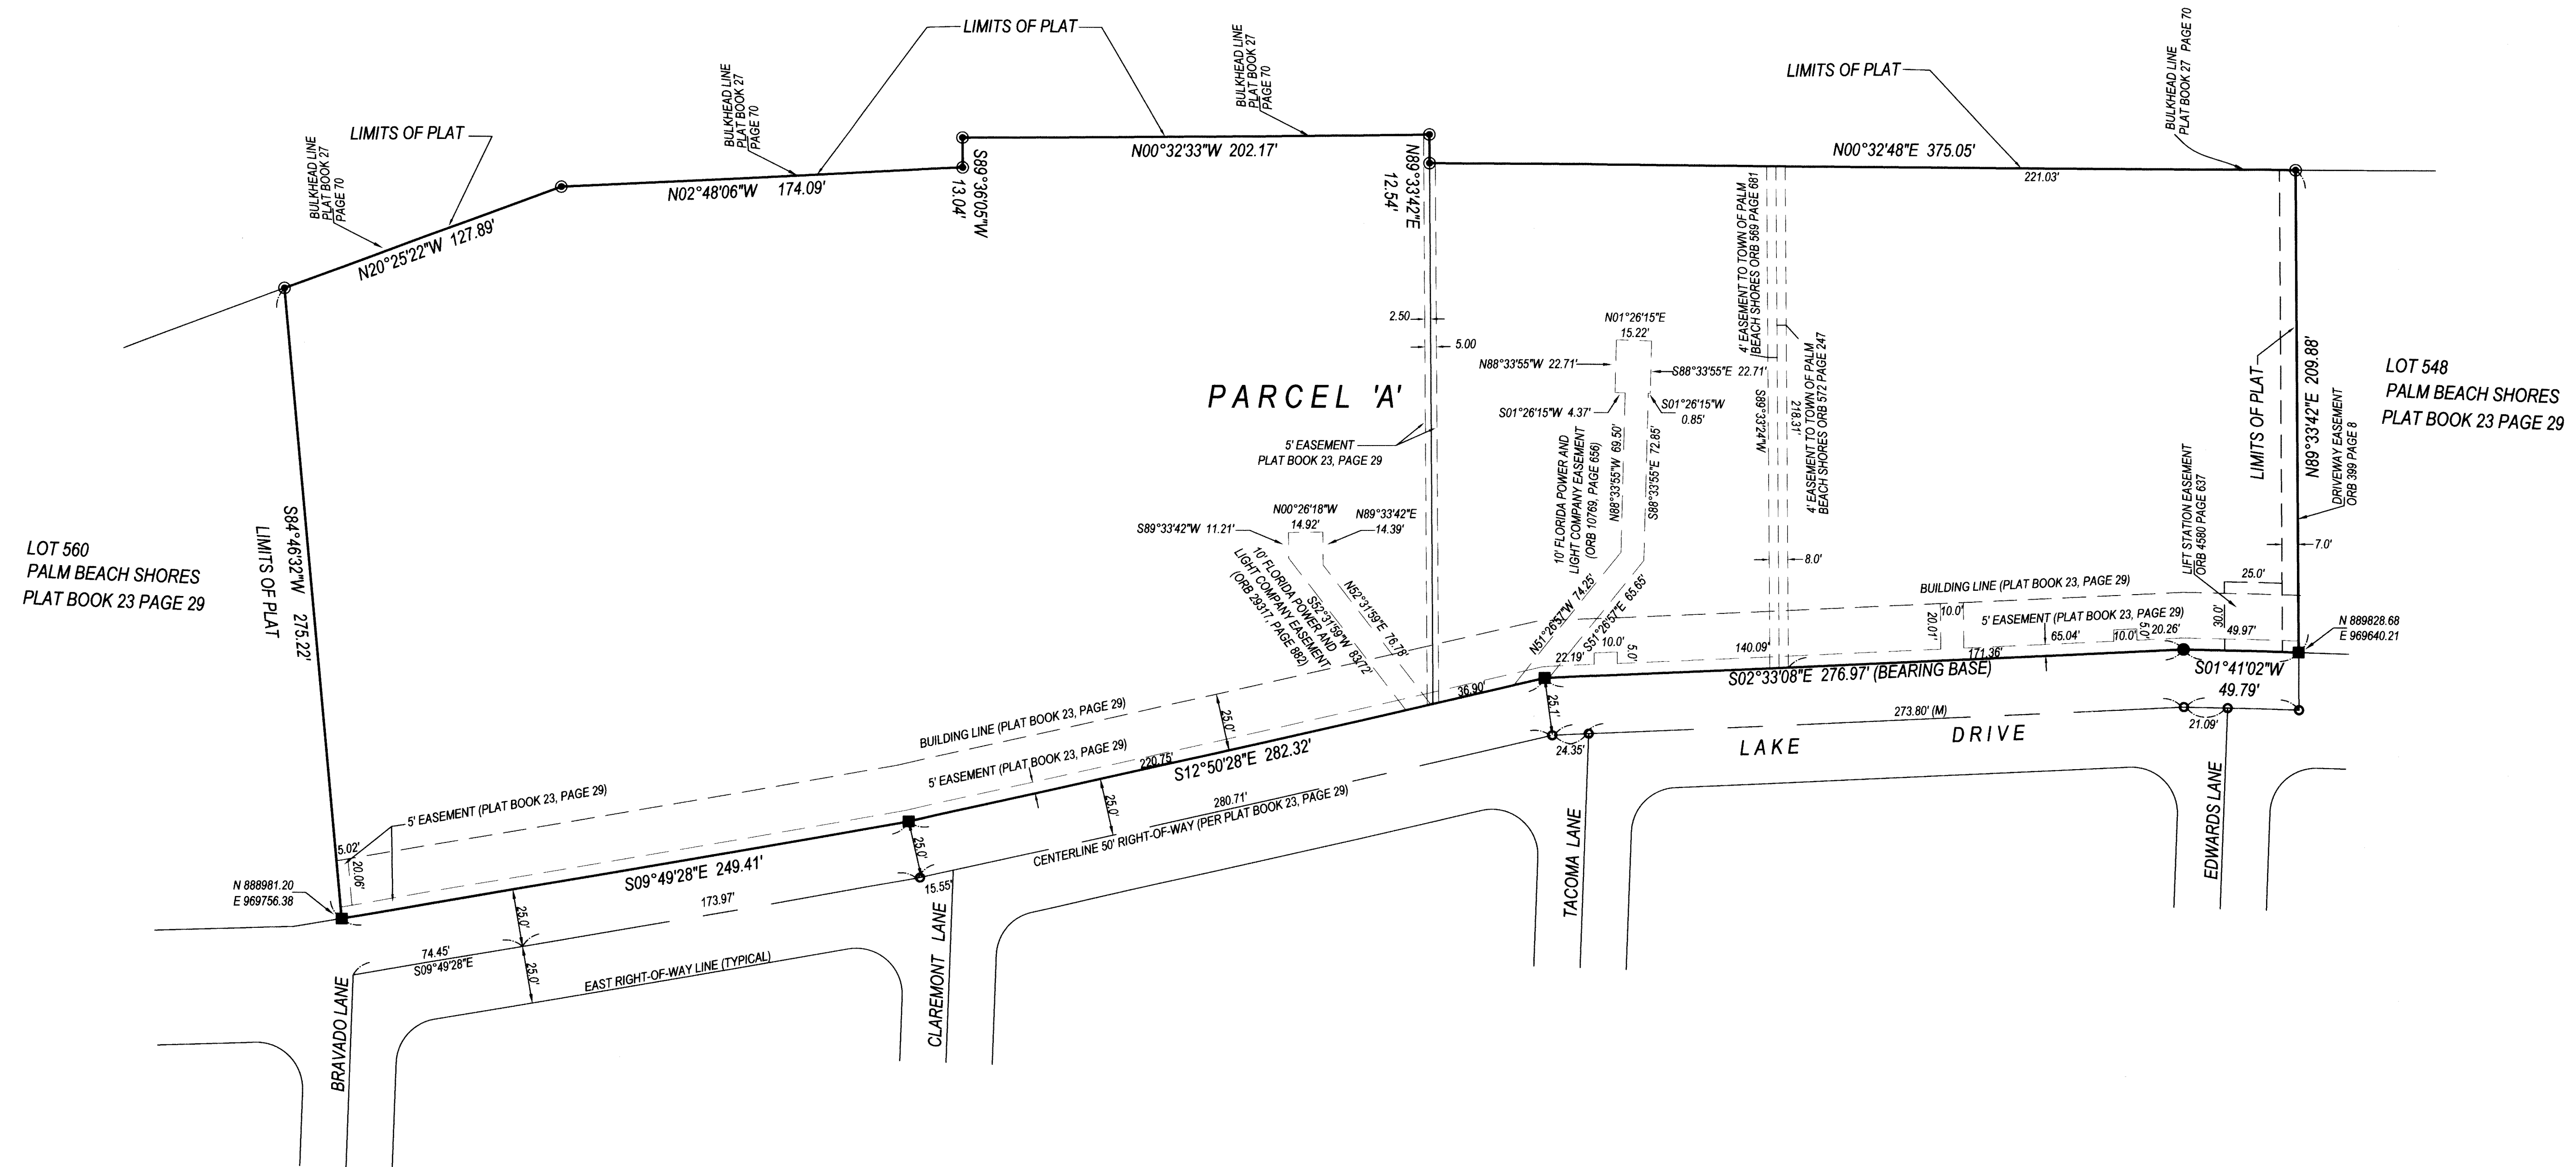 LIMITS OF PLAT
BULKHEAD LINE
PLAT BOOK 27
PAGE 70
LIMITS OF PLAT
BULKHEAD LINE
PLAT BOOK 27
PAGE 70
BULKHEAD LINE
PLAT BOOK 27
PAGE 70
LIMITS OF PLAT
BULKHEAD LINE
PLAT BOOK 27 PAGE 70
N20°25'22"W 127.89'
N02°48'06"W 174.09'
S89°36'05"W
13.04'
N00°32'33"W 202.17'
N89°33'42"E
12.54'
N00°32'48"E 375.05'
221.03'
4' EASEMENT TO TOWN OF PALM
BEACH SHORES ORB 569 PAGE 681
4' EASEMENT TO TOWN OF PALM
BEACH SHORES ORB 572 PAGE 247
S89°33'24"W
218.31'
8.0'
2.50
5.00
PARCEL 'A'
5' EASEMENT
PLAT BOOK 23, PAGE 29
N01°26'15"E
15.22'
N88°33'55"W 22.71'
S88°33'55"E 22.71'
S01°26'15"W 4.37'
S01°26'15"W
0.85'
10' FLORIDA POWER AND
LIGHT COMPANY EASEMENT
(ORB 10769, PAGE 656)
N88°33'55"W 69.50'
S88°33'55"E 72.85'
N51°26'57"W 74.25'
S51°26'57"E 65.65'
N00°26'18"W
14.92'
S89°33'42"W 11.21'
N89°33'42"E
14.39'
10' FLORIDA POWER AND
LIGHT COMPANY EASEMENT
(ORB 29317, PAGE 882)
S52°31'59"W 83.72'
N52°31'59"E 76.78'
LIMITS OF PLAT
N89°33'42"E 209.88'
DRIVEWAY EASEMENT
ORB 399 PAGE 8
7.0'
LOT 548
PALM BEACH SHORES
PLAT BOOK 23 PAGE 29
LIFT STATION EASEMENT
ORB 4580 PAGE 637
25.0'
30.0'
BUILDING LINE (PLAT BOOK 23, PAGE 29)
5' EASEMENT (PLAT BOOK 23, PAGE 29)
10.0'
20.01'
65.04'
10.0'
5.0'
20.26'
49.97'
N 889828.68
E 969640.21
22.19'
10.0'
5.0'
140.09'
171.36'
S02°33'08"E 276.97' (BEARING BASE)
S01°41'02"W
49.79'
36.90'
25.1'
24.35'
273.80' (M)
21.09'
LAKE DRIVE
LOT 560
PALM BEACH SHORES
PLAT BOOK 23 PAGE 29
S84°46'32"W 275.22'
LIMITS OF PLAT
BUILDING LINE (PLAT BOOK 23, PAGE 29)
25.0'
5' EASEMENT (PLAT BOOK 23, PAGE 29)
220.75'
S12°50'28"E 282.32'
5' EASEMENT (PLAT BOOK 23, PAGE 29)
5.02'
20.06'
N 888981.20
E 969756.38
S09°49'28"E 249.41'
25.0'
25.0'
280.71'
CENTERLINE 50' RIGHT-OF-WAY (PER PLAT BOOK 23, PAGE 29)
15.55'
173.97'
25.0'
74.45'
S09°49'28"E
25.0'
EAST RIGHT-OF-WAY LINE (TYPICAL)
BRAVADO LANE
CLAREMONT LANE
TACOMA LANE
EDWARDS LANE